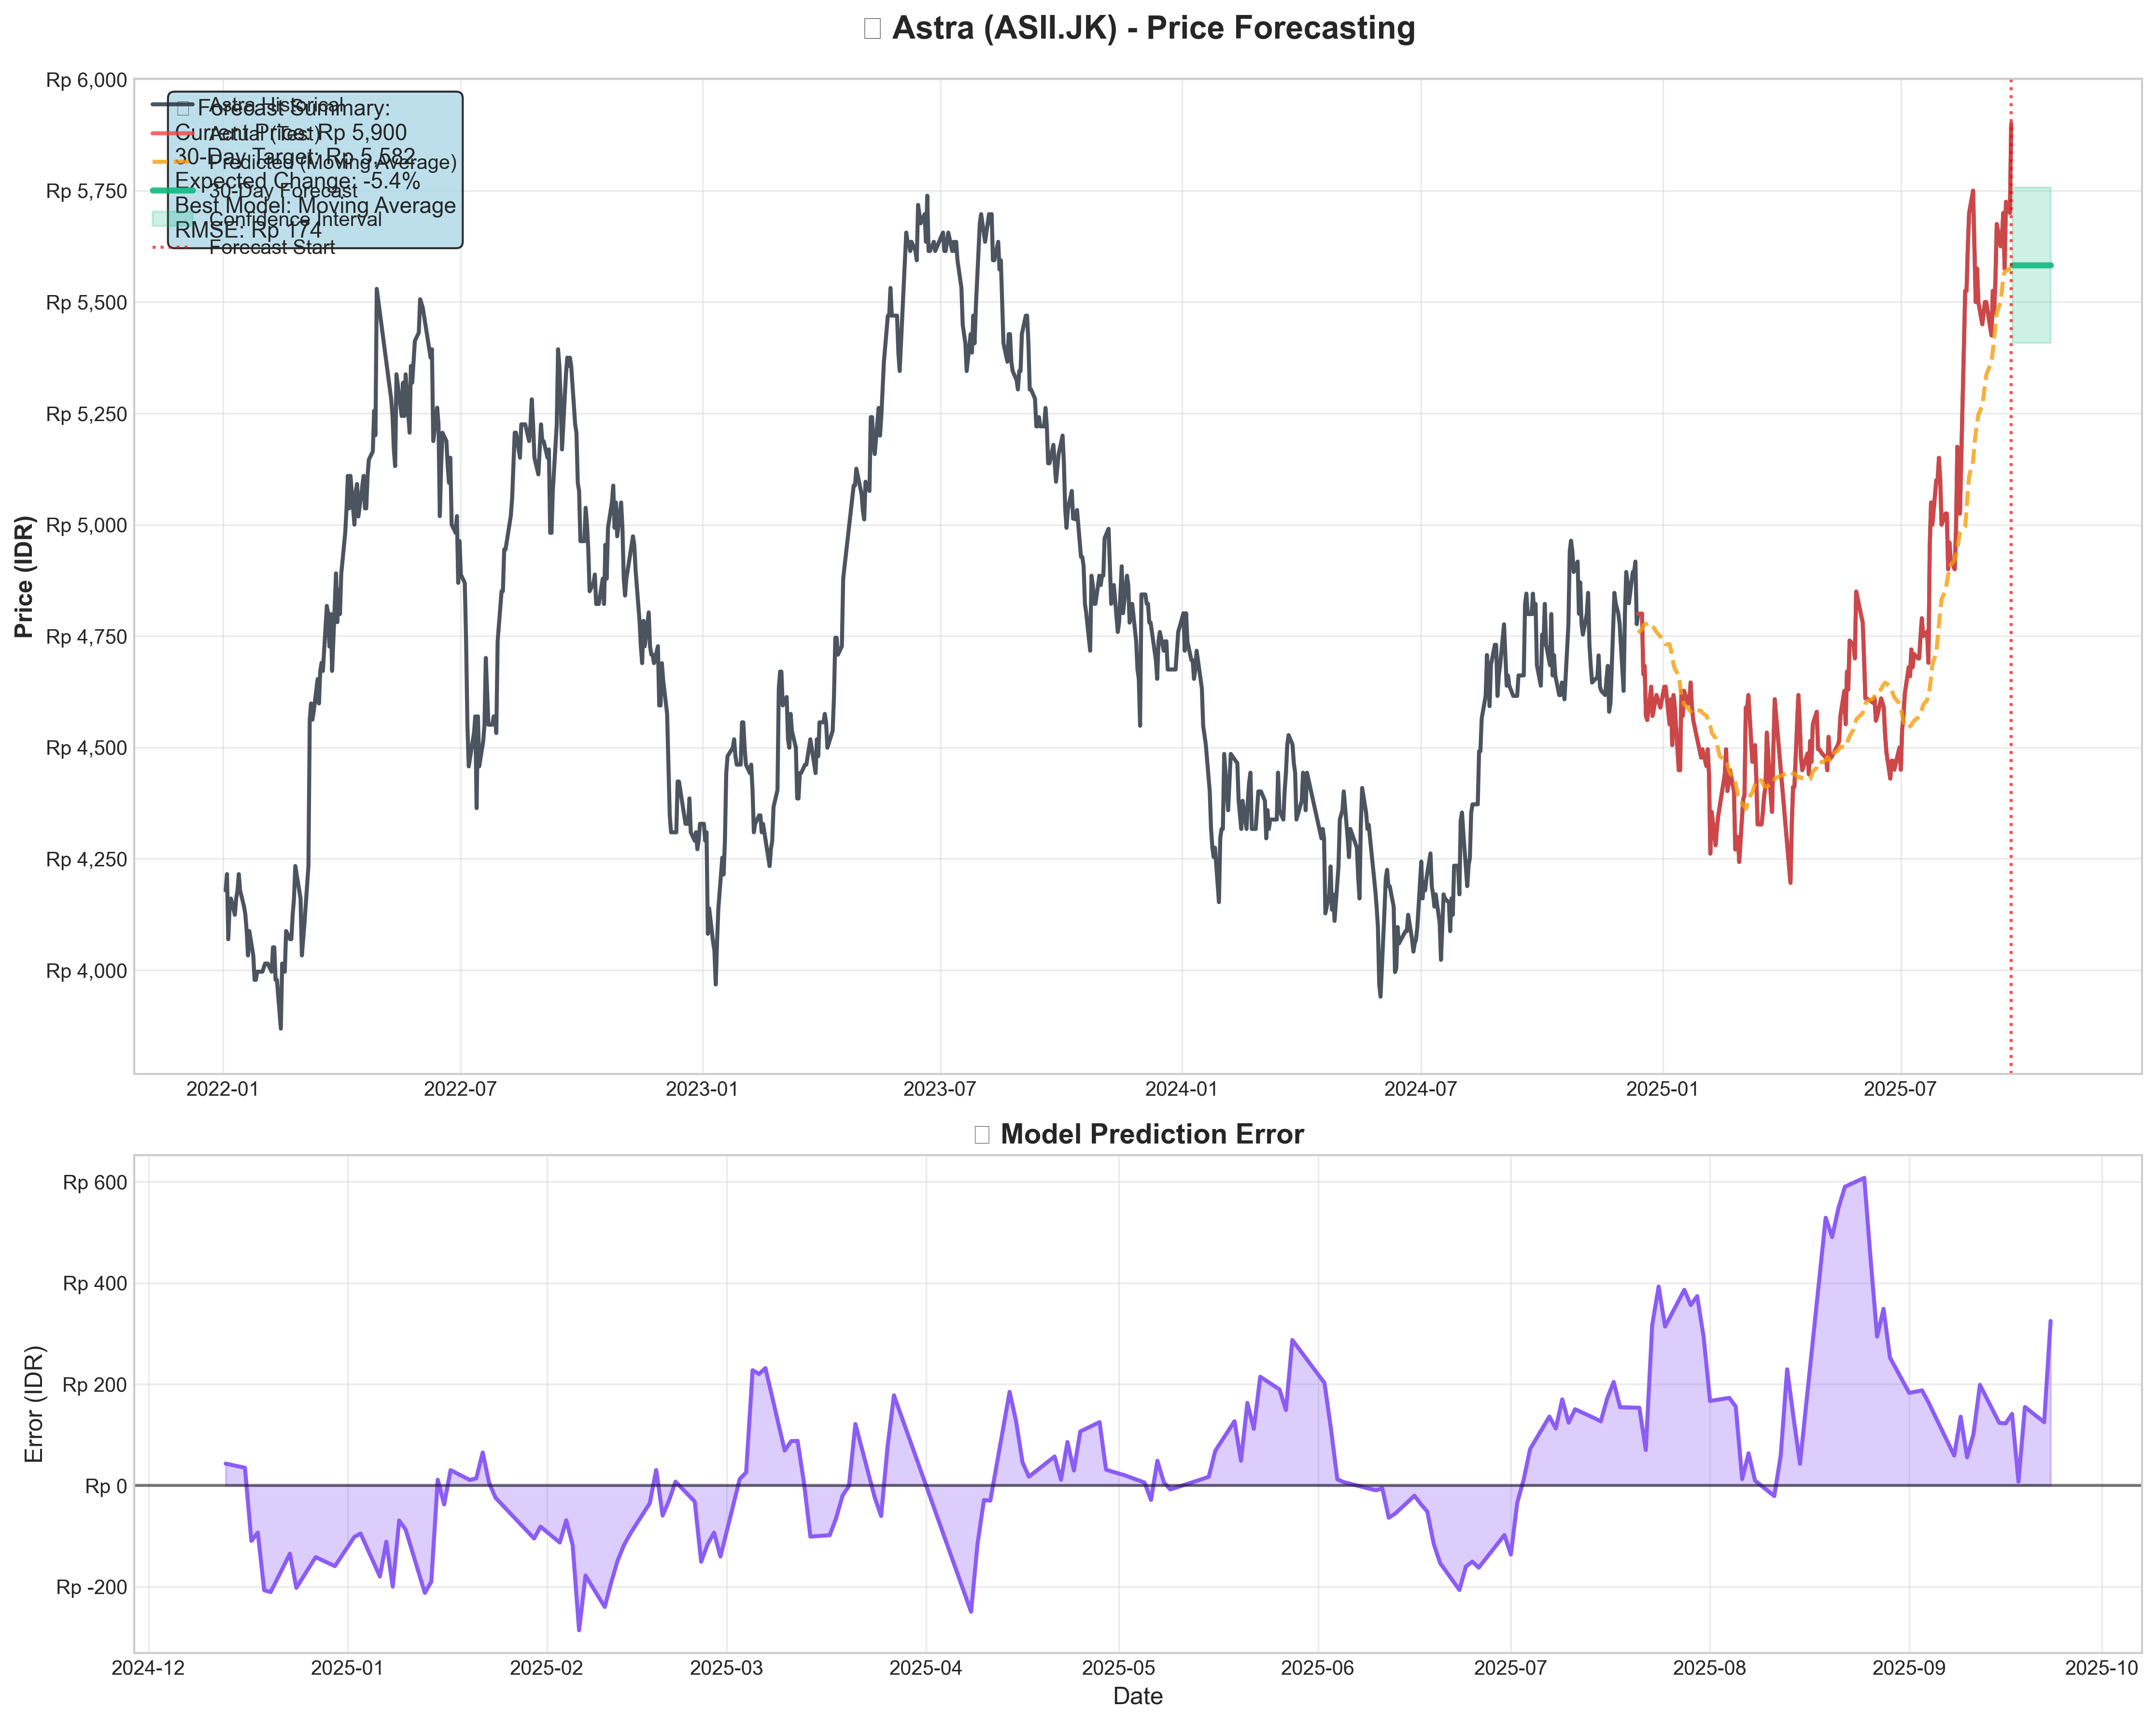 Astra (ASII.JK) - Price Forecasting
Rp 6,000
Rp 5,750
Rp 5,500
Rp 5,250
Rp 5,000
Rp 4,750
Rp 4,500
Rp 4,250
Rp 4,000
Price (IDR)
Astra Historical
Actual (Test)
Predicted (Moving Average)
30-Day Forecast
Confidence Interval
Forecast Start
Forecast Summary:
Current Price: Rp 5,900
30-Day Target: Rp 5,582
Expected Change: -5.4%
Best Model: Moving Average
RMSE: Rp 174
2022-01
2022-07
2023-01
2023-07
2024-01
2024-07
2025-01
2025-07
Model Prediction Error
Rp 600
Rp 400
Rp 200
Rp 0
Rp -200
Error (IDR)
2024-12
2025-01
2025-02
2025-03
2025-04
2025-05
2025-06
2025-07
2025-08
2025-09
2025-10
Date